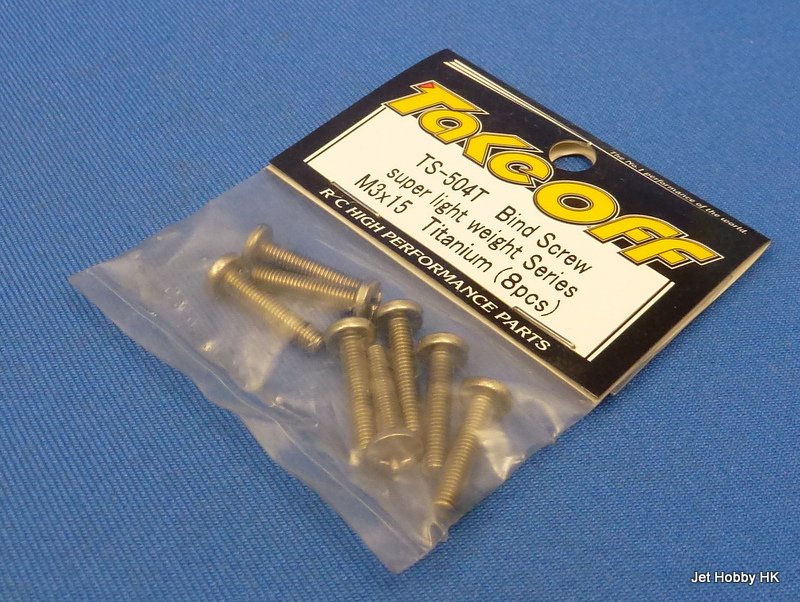 The No.1 performance of the world.
TakeOFF
TS-504T Bind Screw
super light weight Series
M3x15 Titanium (8pcs)
R/C HIGH PERFORMANCE PARTS
Jet Hobby HK